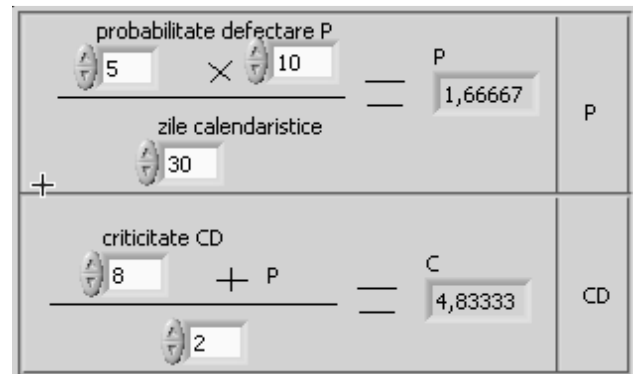 probabilitate defectare P
5 × 10 = P
1,66667
P
zile calendaristice
30
criticitate CD
8 + P = C
4,83333
CD
2